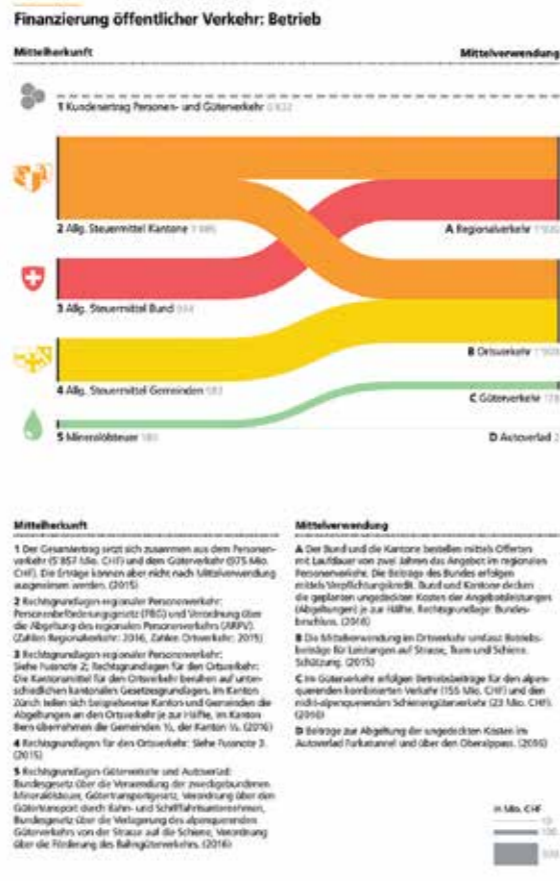 Finanzierung öffentlicher Verkehr: Betrieb
Mittelherkunft
Mittelverwendung
1 Kundenertrag Personen- und Güterverkehr
2 Allg. Steuermittel Kantone
A Regionalverkehr
3 Allg. Steuermittel Bund
B Ortsverkehr
4 Allg. Steuermittel Gemeinden
C Güterverkehr
5 Mineralölsteuer
D Autoverlad 2
Mittelherkunft
1 Der Gesamtertrag setzt sich zusammen aus dem Personen-
verkehr (5'857 Mio. CHF) und dem Güterverkehr (975 Mio.
CHF). Die Erträge können aber nicht nach Mittelverwendung
ausgewiesen werden. (2015)
2 Rechtsgrundlagen regionaler Personenverkehr:
Personenbeförderungsgesetz (PBG) und Verordnung über
die Abgeltung des regionalen Personenverkehrs (ARPV).
(Zahlen Regionalverkehr: 2016, Zahlen Ortsverkehr: 2015)
3 Rechtsgrundlagen regionaler Personenverkehr:
Siehe Fussnote 2; Rechtsgrundlagen für den Ortsverkehr:
Die Kantonsmittel für den Ortsverkehr beruhen auf unter-
schiedlichen kantonalen Gesetzesgrundlagen. Im Kanton
Zürich teilen sich beispielsweise Kanton und Gemeinden die
Abgeltungen an den Ortsverkehr je zur Hälfte, im Kanton
Bern übernehmen die Gemeinden ⅓, der Kanton ⅔. (2016)
4 Rechtsgrundlagen für den Ortsverkehr: Siehe Fussnote 3.
(2015)
5 Rechtsgrundlagen Güterverkehr und Autoverlad:
Bundesgesetz über die Verwendung der zweckgebundenen
Mineralölsteuer, Gütertransportgesetz, Verordnung über den
Gütertransport durch Bahn- und Schifffahrtsunternehmen,
Bundesgesetz über die Verlagerung des alpenquerenden
Güterverkehrs von der Strasse auf die Schiene, Verordnung
über die Förderung des Bahngüterverkehrs. (2016)
Mittelverwendung
A Der Bund und die Kantone bestellen mittels Offerten
mit Laufdauer von zwei Jahren das Angebot im regionalen
Personenverkehr. Die Beiträge des Bundes erfolgen
mittels Verpflichtungskredit. Bund und Kantone decken
die geplanten ungedeckten Kosten der Angebotsleistungen
(Abgeltungen) je zur Hälfte. Rechtsgrundlage: Bundes-
beschluss. (2016)
B Die Mittelverwendung im Ortsverkehr umfasst Betriebs-
beiträge für Leistungen auf Strasse, Tram und Schiene.
Schätzung. (2015)
C Im Güterverkehr erfolgen Betriebsbeiträge für den alpen-
querenden kombinierten Verkehr (155 Mio. CHF) und den
nicht-alpenquerenden Schienengüterverkehr (23 Mio. CHF).
(2016)
D Beiträge zur Abgeltung der ungedeckten Kosten im
Autoverlad Furkatunnel und über den Oberalppass. (2016)
in Mio. CHF